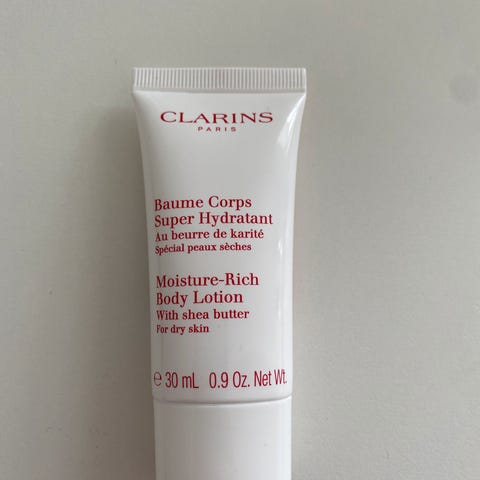 CLARINS
PARIS
Baume Corps
Super Hydratant
Au beurre de karité
Spécial peaux sèches
Moisture-Rich
Body Lotion
With shea butter
For dry skin
℮ 30 mL 0.9 Oz. Net Wt.